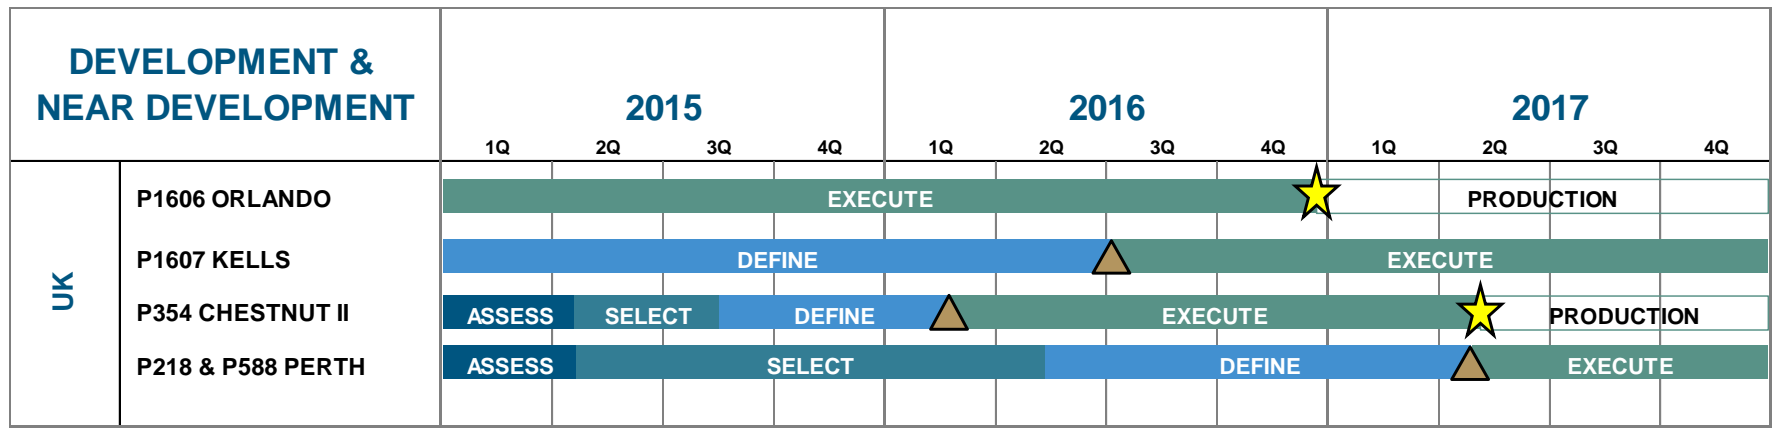 DEVELOPMENT &
NEAR DEVELOPMENT
2015 2016 2017
1Q 2Q 3Q 4Q 1Q 2Q 3Q 4Q 1Q 2Q 3Q 4Q
UK
P1606 ORLANDO EXECUTE PRODUCTION
P1607 KELLS DEFINE EXECUTE
P354 CHESTNUT II ASSESS SELECT DEFINE EXECUTE PRODUCTION
P218 & P588 PERTH ASSESS SELECT DEFINE EXECUTE